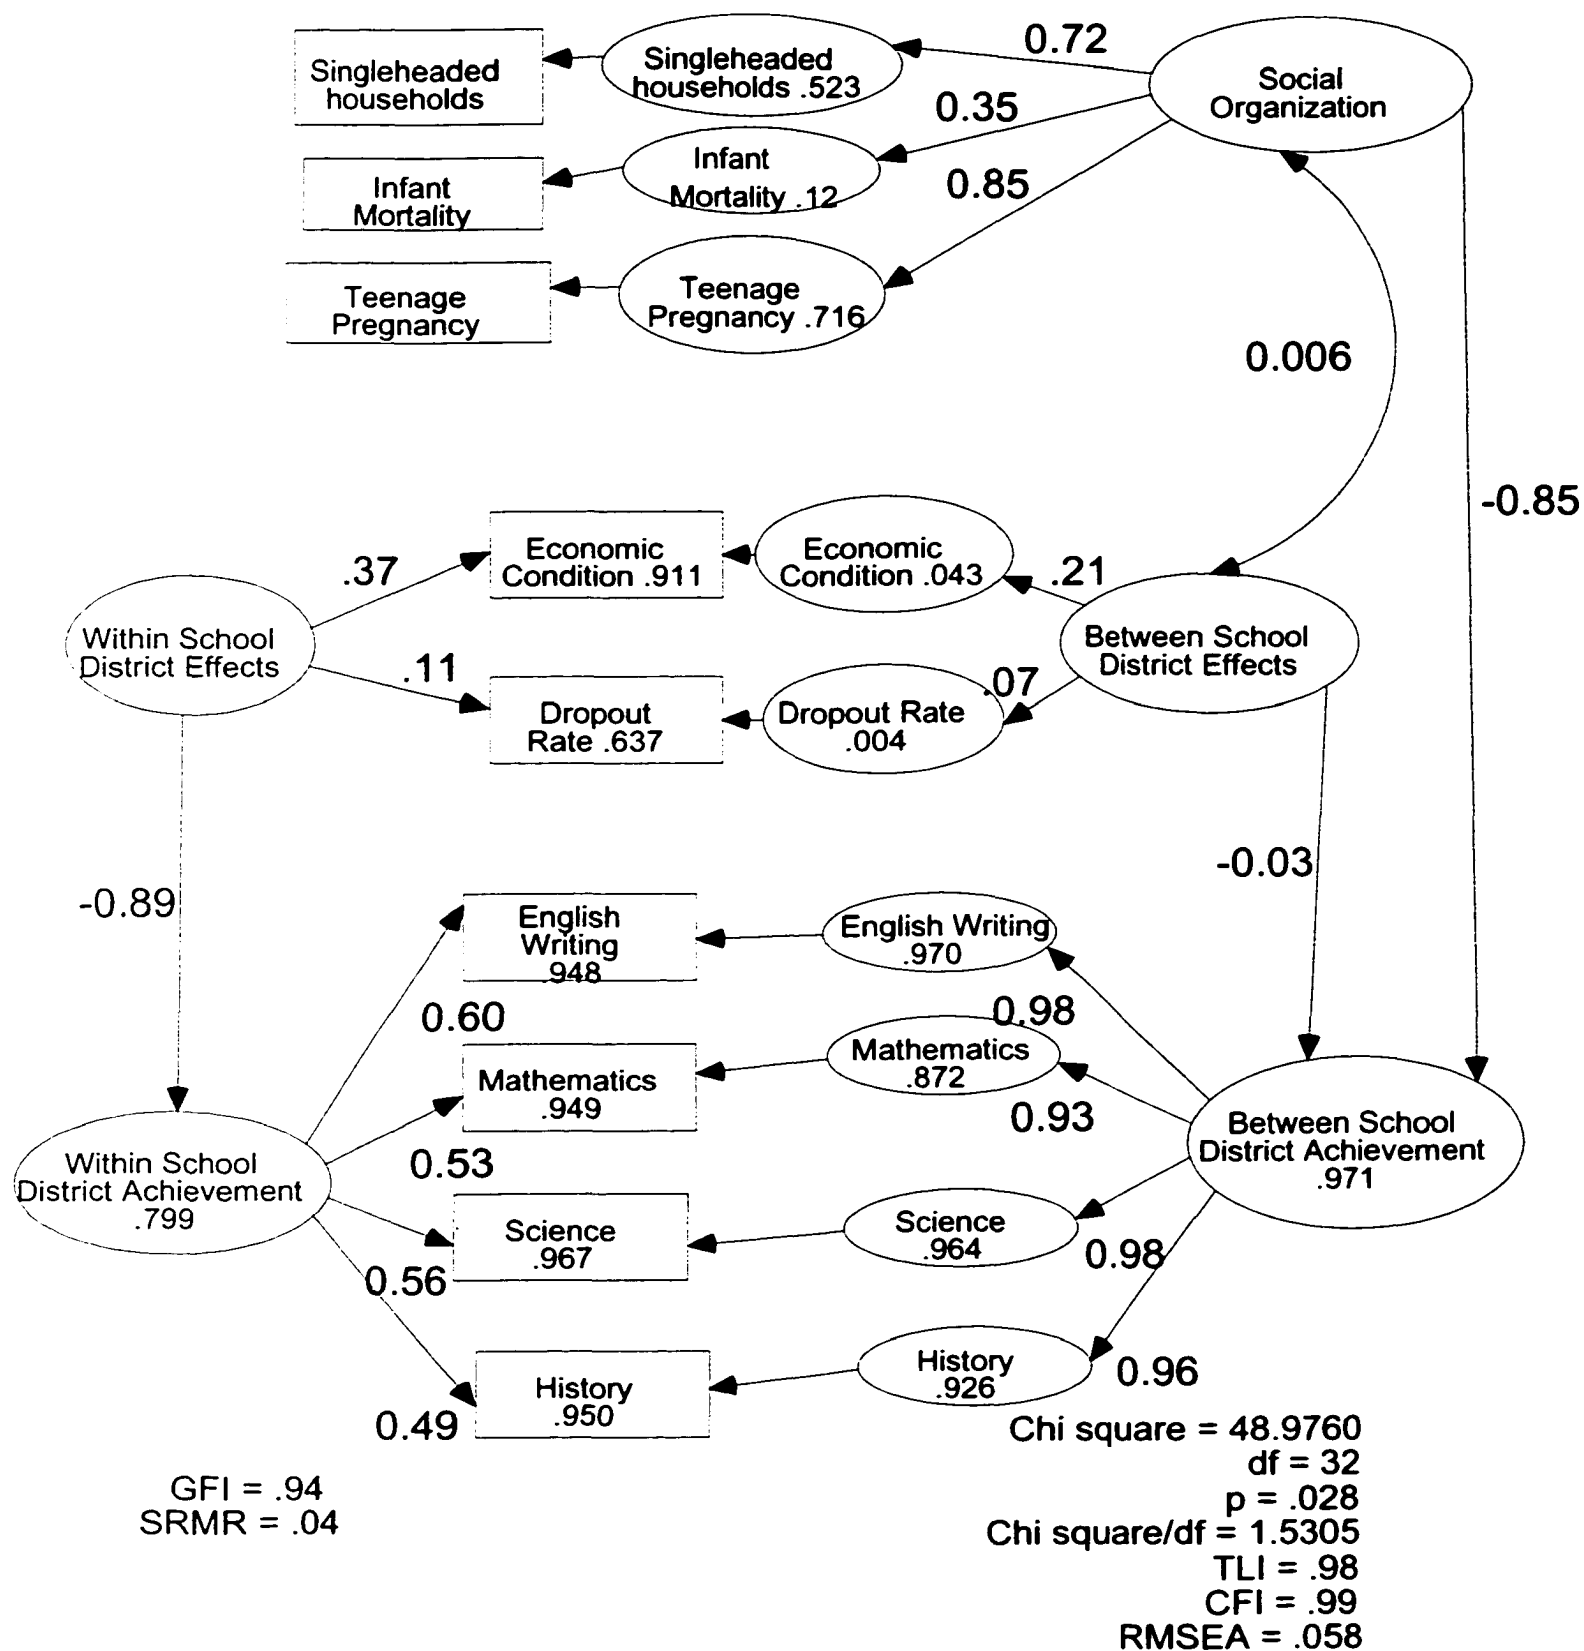 0.72
Singleheaded
households
Singleheaded
households .523
Social
Organization
0.35
Infant
Mortality
Infant
Mortality .12
0.85
Teenage
Pregnancy
Teenage
Pregnancy .716
0.006
-0.85
.37
Economic
Condition .911
Economic
Condition .043
.21
Within School
District Effects
Between School
District Effects
.11
Dropout
Rate .637
Dropout Rate
.004
.07
-0.89
-0.03
English
Writing
.948
English Writing
.970
0.60
0.98
Mathematics
.949
Mathematics
.872
0.53
0.93
Within School
District Achievement
.799
Between School
District Achievement
.971
Science
.967
Science
.964
0.56
0.98
History
.950
History
.926
0.49
0.96
GFI = .94
SRMR = .04
Chi square = 48.9760
df = 32
p = .028
Chi square/df = 1.5305
TLI = .98
CFI = .99
RMSEA = .058